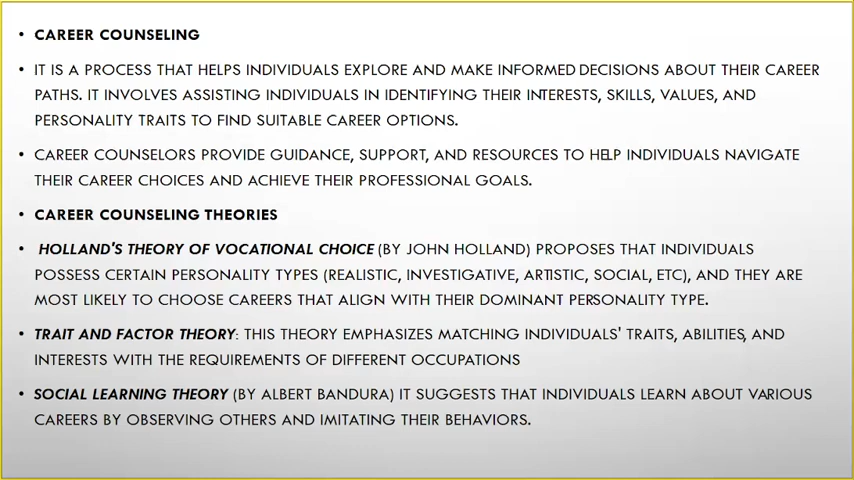 • CAREER COUNSELING
• IT IS A PROCESS THAT HELPS INDIVIDUALS EXPLORE AND MAKE INFORMED DECISIONS ABOUT THEIR CAREER
PATHS. IT INVOLVES ASSISTING INDIVIDUALS IN IDENTIFYING THEIR INTERESTS, SKILLS, VALUES, AND
PERSONALITY TRAITS TO FIND SUITABLE CAREER OPTIONS.
• CAREER COUNSELORS PROVIDE GUIDANCE, SUPPORT, AND RESOURCES TO HELP INDIVIDUALS NAVIGATE
THEIR CAREER CHOICES AND ACHIEVE THEIR PROFESSIONAL GOALS.
• CAREER COUNSELING THEORIES
• HOLLAND'S THEORY OF VOCATIONAL CHOICE (BY JOHN HOLLAND) PROPOSES THAT INDIVIDUALS
POSSESS CERTAIN PERSONALITY TYPES (REALISTIC, INVESTIGATIVE, ARTISTIC, SOCIAL, ETC), AND THEY ARE
MOST LIKELY TO CHOOSE CAREERS THAT ALIGN WITH THEIR DOMINANT PERSONALITY TYPE.
• TRAIT AND FACTOR THEORY: THIS THEORY EMPHASIZES MATCHING INDIVIDUALS' TRAITS, ABILITIES, AND
INTERESTS WITH THE REQUIREMENTS OF DIFFERENT OCCUPATIONS
• SOCIAL LEARNING THEORY (BY ALBERT BANDURA) IT SUGGESTS THAT INDIVIDUALS LEARN ABOUT VARIOUS
CAREERS BY OBSERVING OTHERS AND IMITATING THEIR BEHAVIORS.